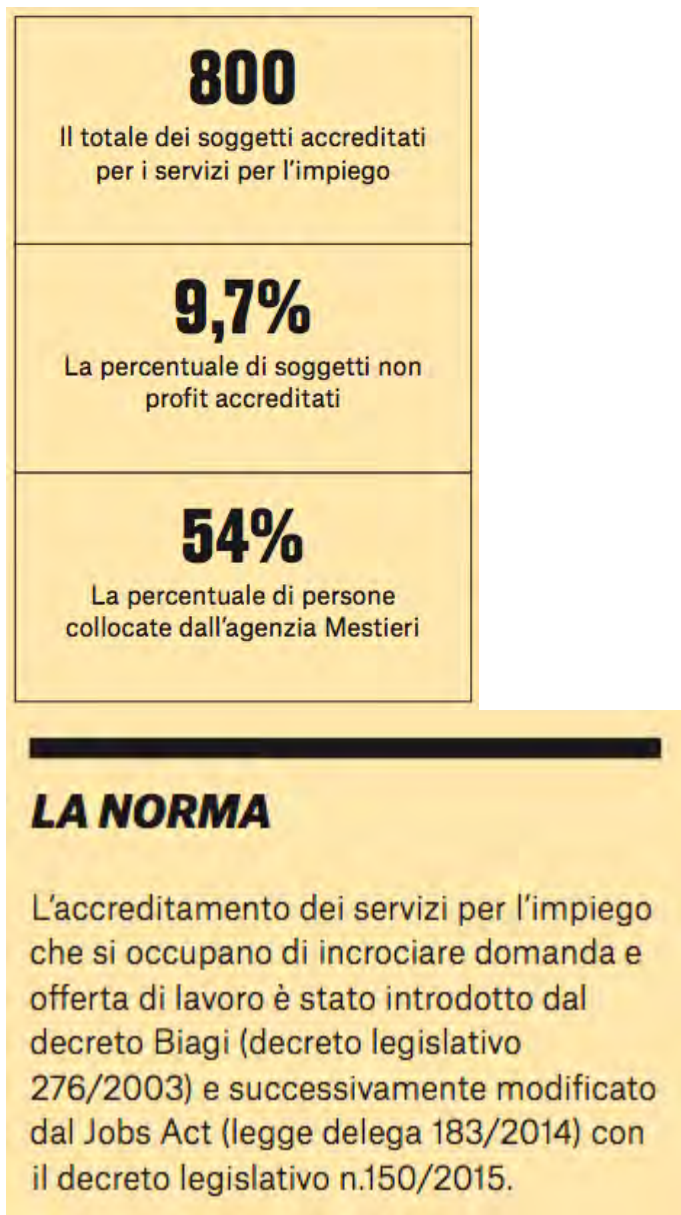 800
Il totale dei soggetti accreditati
per i servizi per l'impiego
9,7%
La percentuale di soggetti non
profit accreditati
54%
La percentuale di persone
collocate dall'agenzia Mestieri
LA NORMA
L'accreditamento dei servizi per l'impiego
che si occupano di incrociare domanda e
offerta di lavoro è stato introdotto dal
decreto Biagi (decreto legislativo
276/2003) e successivamente modificato
dal Jobs Act (legge delega 183/2014) con
il decreto legislativo n.150/2015.